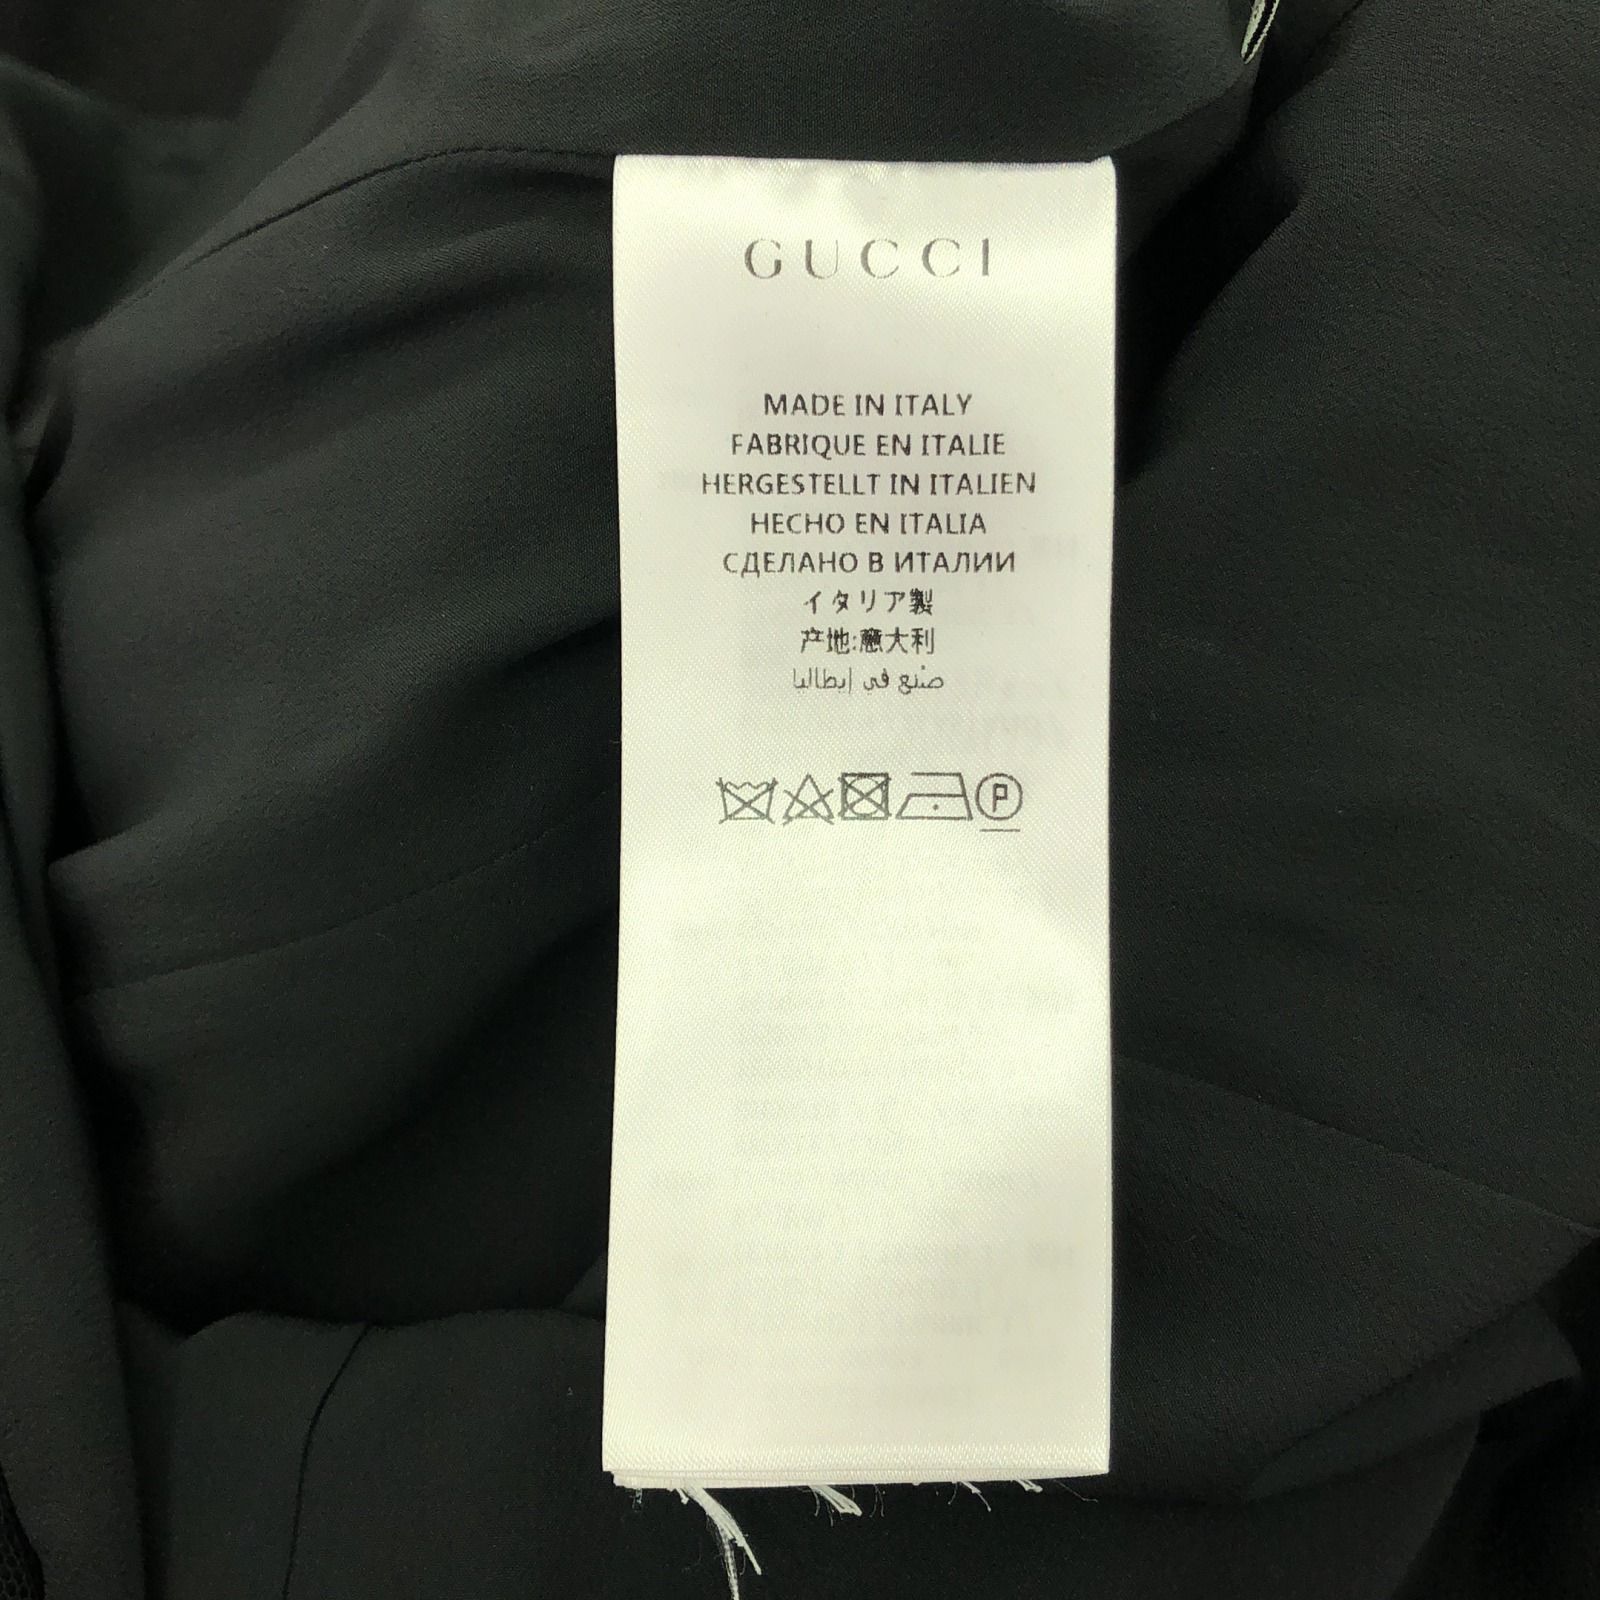 GUCCI
MADE IN ITALY
FABRIQUE EN ITALIE
HERGESTELLT IN ITALIEN
HECHO EN ITALIA
СДЕЛАНО В ИТАЛИИ
イタリア製
产地:意大利
صنع في إيطاليا
P